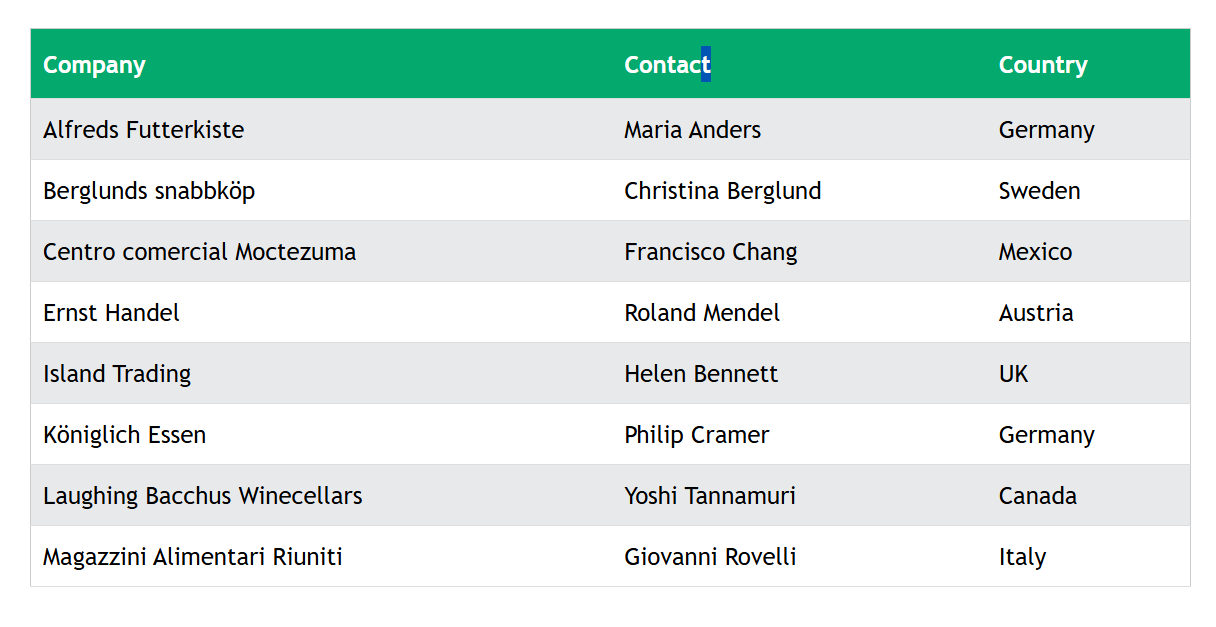 Company Contact Country
Alfreds Futterkiste Maria Anders Germany
Berglunds snabbköp Christina Berglund Sweden
Centro comercial Moctezuma Francisco Chang Mexico
Ernst Handel Roland Mendel Austria
Island Trading Helen Bennett UK
Königlich Essen Philip Cramer Germany
Laughing Bacchus Winecellars Yoshi Tannamuri Canada
Magazzini Alimentari Riuniti Giovanni Rovelli Italy